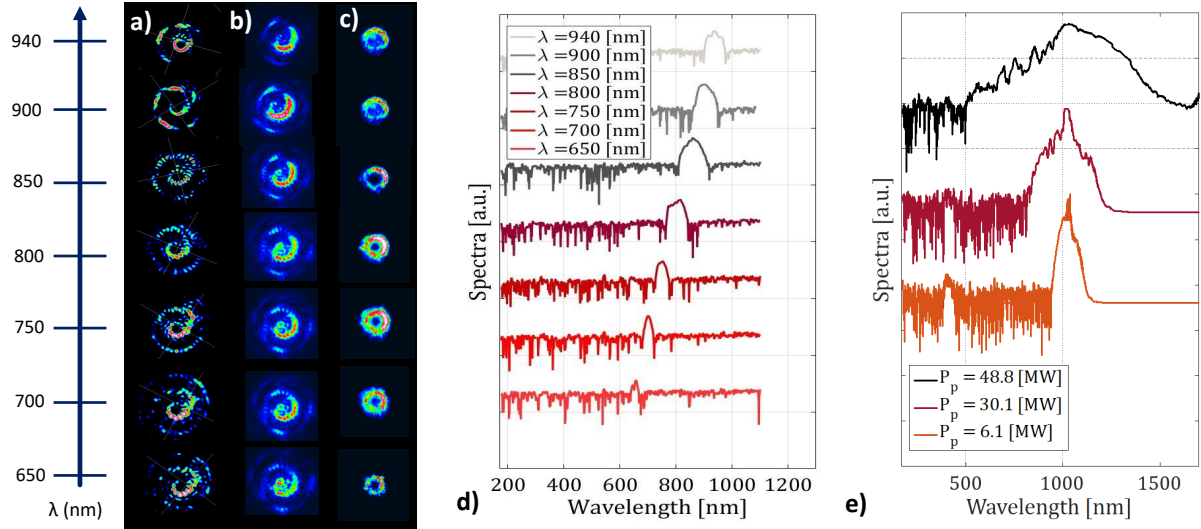 a)
b)
c)
940
900
850
800
750
700
650
λ (nm)
λ =940 [nm]
λ =900 [nm]
λ =850 [nm]
λ =800 [nm]
λ =750 [nm]
λ =700 [nm]
λ =650 [nm]
Spectra [a.u.]
200 400 600 800 1000 1200
Wavelength [nm]
d)
Spectra [a.u.]
P_p = 48.8 [MW]
P_p = 30.1 [MW]
P_p = 6.1 [MW]
500 1000 1500
Wavelength [nm]
e)